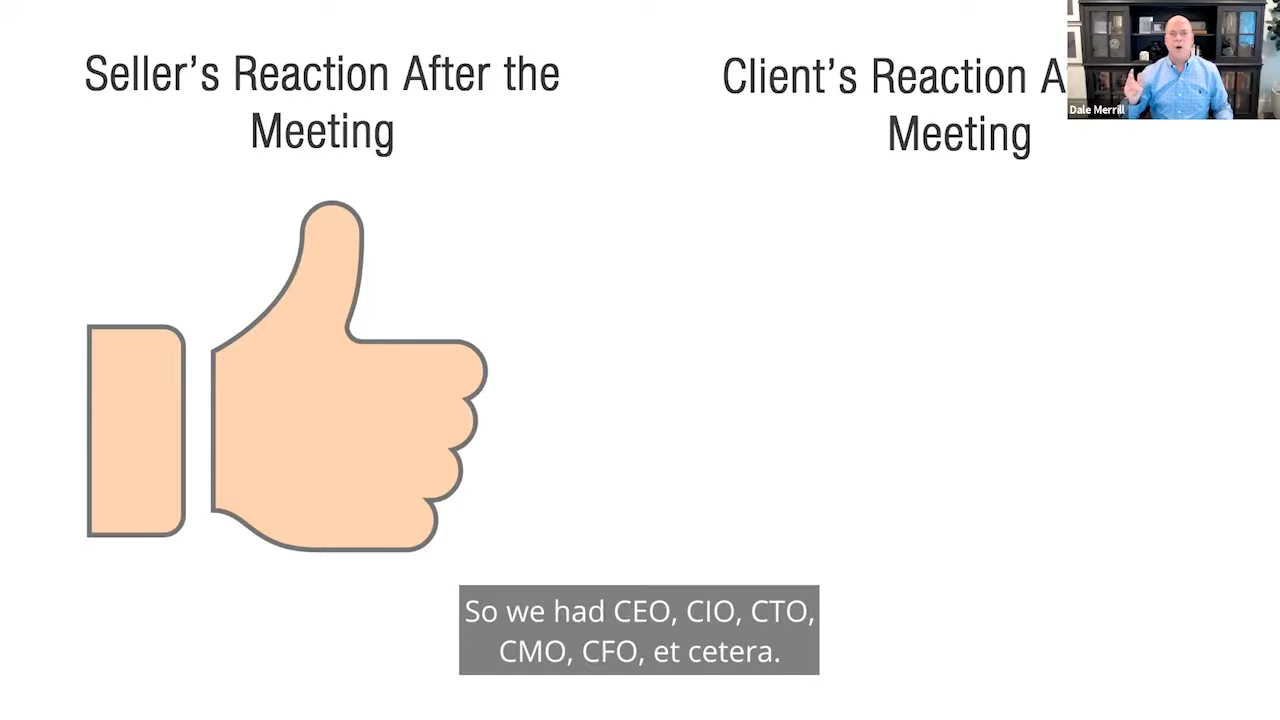 Seller's Reaction After the
Meeting
Client's Reaction A
Meeting
Dale Merrill
So we had CEO, CIO, CTO,
CMO, CFO, et cetera.